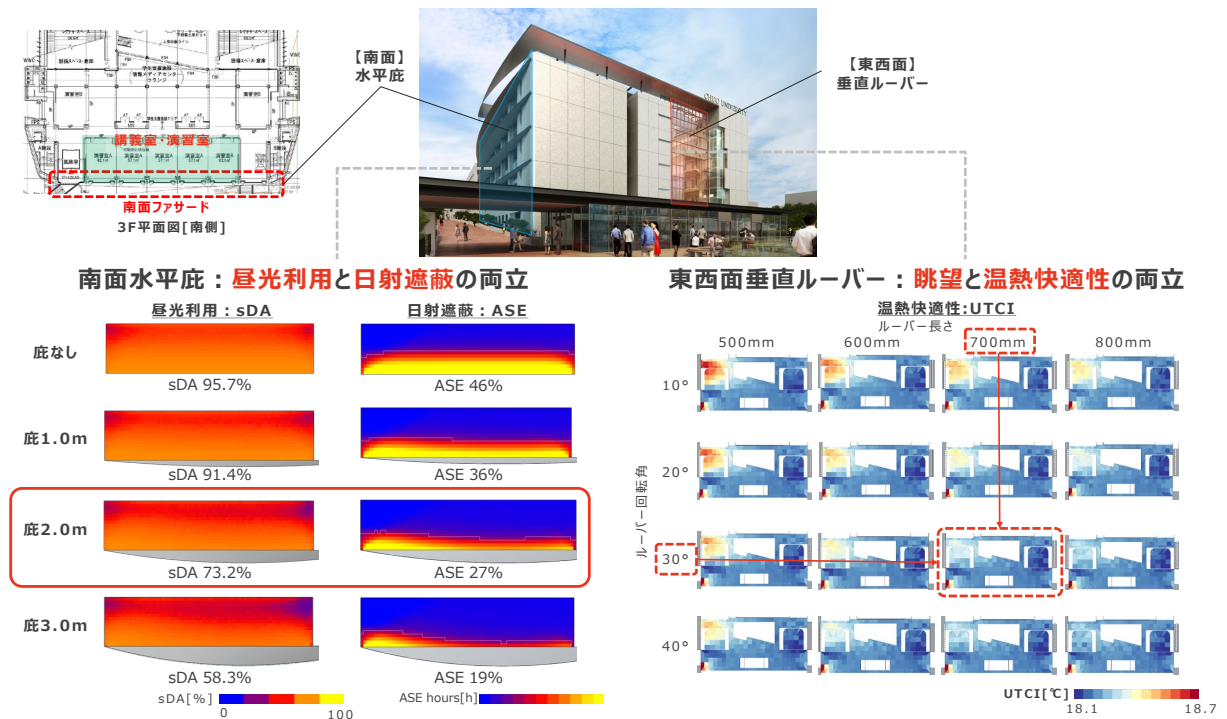 【南面】
水平庇
【東西面】
垂直ルーバー
講義室・演習室
南面ファサード
3F平面図[南側]
南面水平庇：昼光利用と日射遮蔽の両立
昼光利用：sDA
日射遮蔽：ASE
庇なし
sDA 95.7%
ASE 46%
庇1.0m
sDA 91.4%
ASE 36%
庇2.0m
sDA 73.2%
ASE 27%
庇3.0m
sDA 58.3%
ASE 19%
sDA[%]
0
100
ASE hours[h]
東西面垂直ルーバー：眺望と温熱快適性の両立
温熱快適性:UTCI
ルーバー長さ
500mm
600mm
700mm
800mm
ルーバー回転角
10°
20°
30°
40°
UTCI[℃]
18.1
18.7